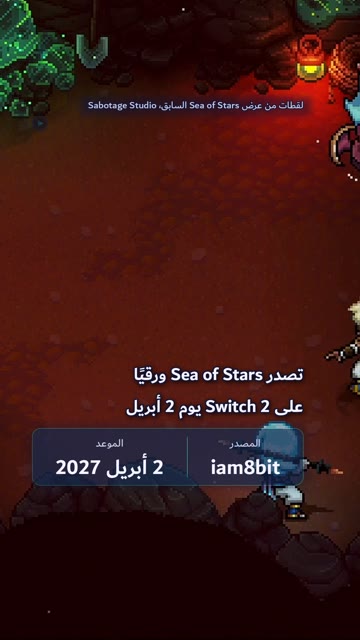 لقطات من عرض Sea of Stars السابق، Sabotage Studio
تصدر Sea of Stars ورقيًا
على Switch 2 يوم 2 أبريل
المصدر
iam8bit
الموعد
2 أبريل 2027